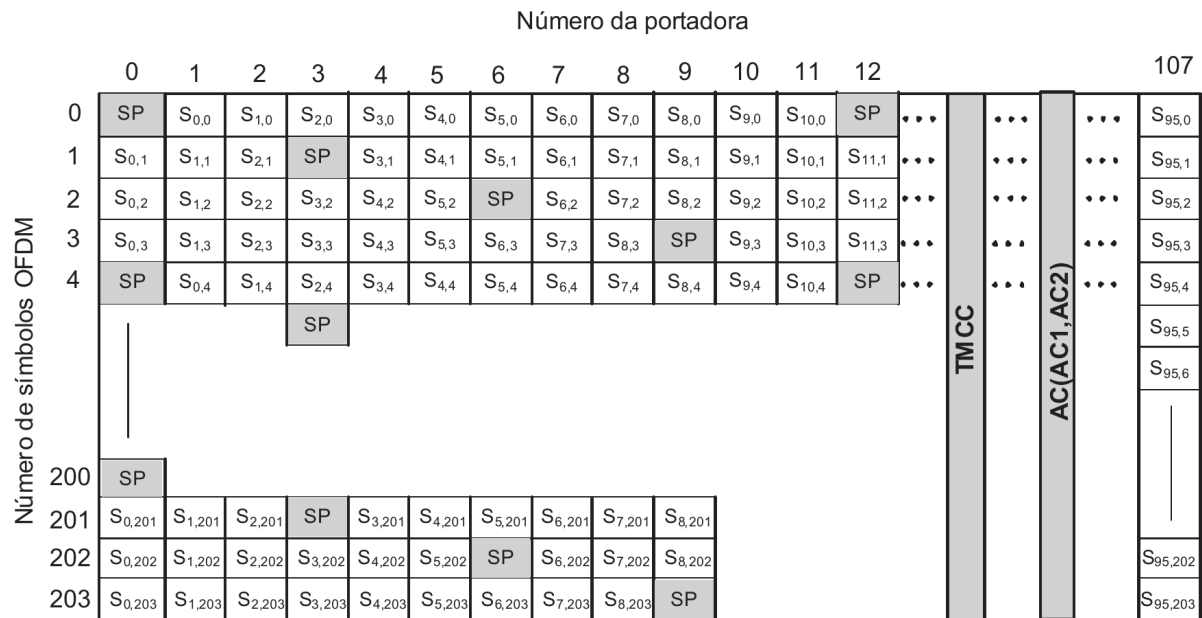 Número da portadora
0 1 2 3 4 5 6 7 8 9 10 11 12 107
Número de símbolos OFDM
0 SP S0,0 S1,0 S2,0 S3,0 S4,0 S5,0 S6,0 S7,0 S8,0 S9,0 S10,0 SP ... ... ... S95,0
1 S0,1 S1,1 S2,1 SP S3,1 S4,1 S5,1 S6,1 S7,1 S8,1 S9,1 S10,1 S11,1 ... ... ... S95,1
2 S0,2 S1,2 S2,2 S3,2 S4,2 S5,2 SP S6,2 S7,2 S8,2 S9,2 S10,2 S11,2 ... ... ... S95,2
3 S0,3 S1,3 S2,3 S3,3 S4,3 S5,3 S6,3 S7,3 S8,3 SP S9,3 S10,3 S11,3 ... ... ... S95,3
4 SP S0,4 S1,4 S2,4 S3,4 S4,4 S5,4 S6,4 S7,4 S8,4 S9,4 S10,4 SP ... ... ... S95,4
SP S95,5
S95,6
TMCC
AC(AC1,AC2)
200 SP
201 S0,201 S1,201 S2,201 SP S3,201 S4,201 S5,201 S6,201 S7,201 S8,201
202 S0,202 S1,202 S2,202 S3,202 S4,202 S5,202 SP S6,202 S7,202 S8,202 S95,202
203 S0,203 S1,203 S2,203 S3,203 S4,203 S5,203 S6,203 S7,203 S8,203 SP S95,203